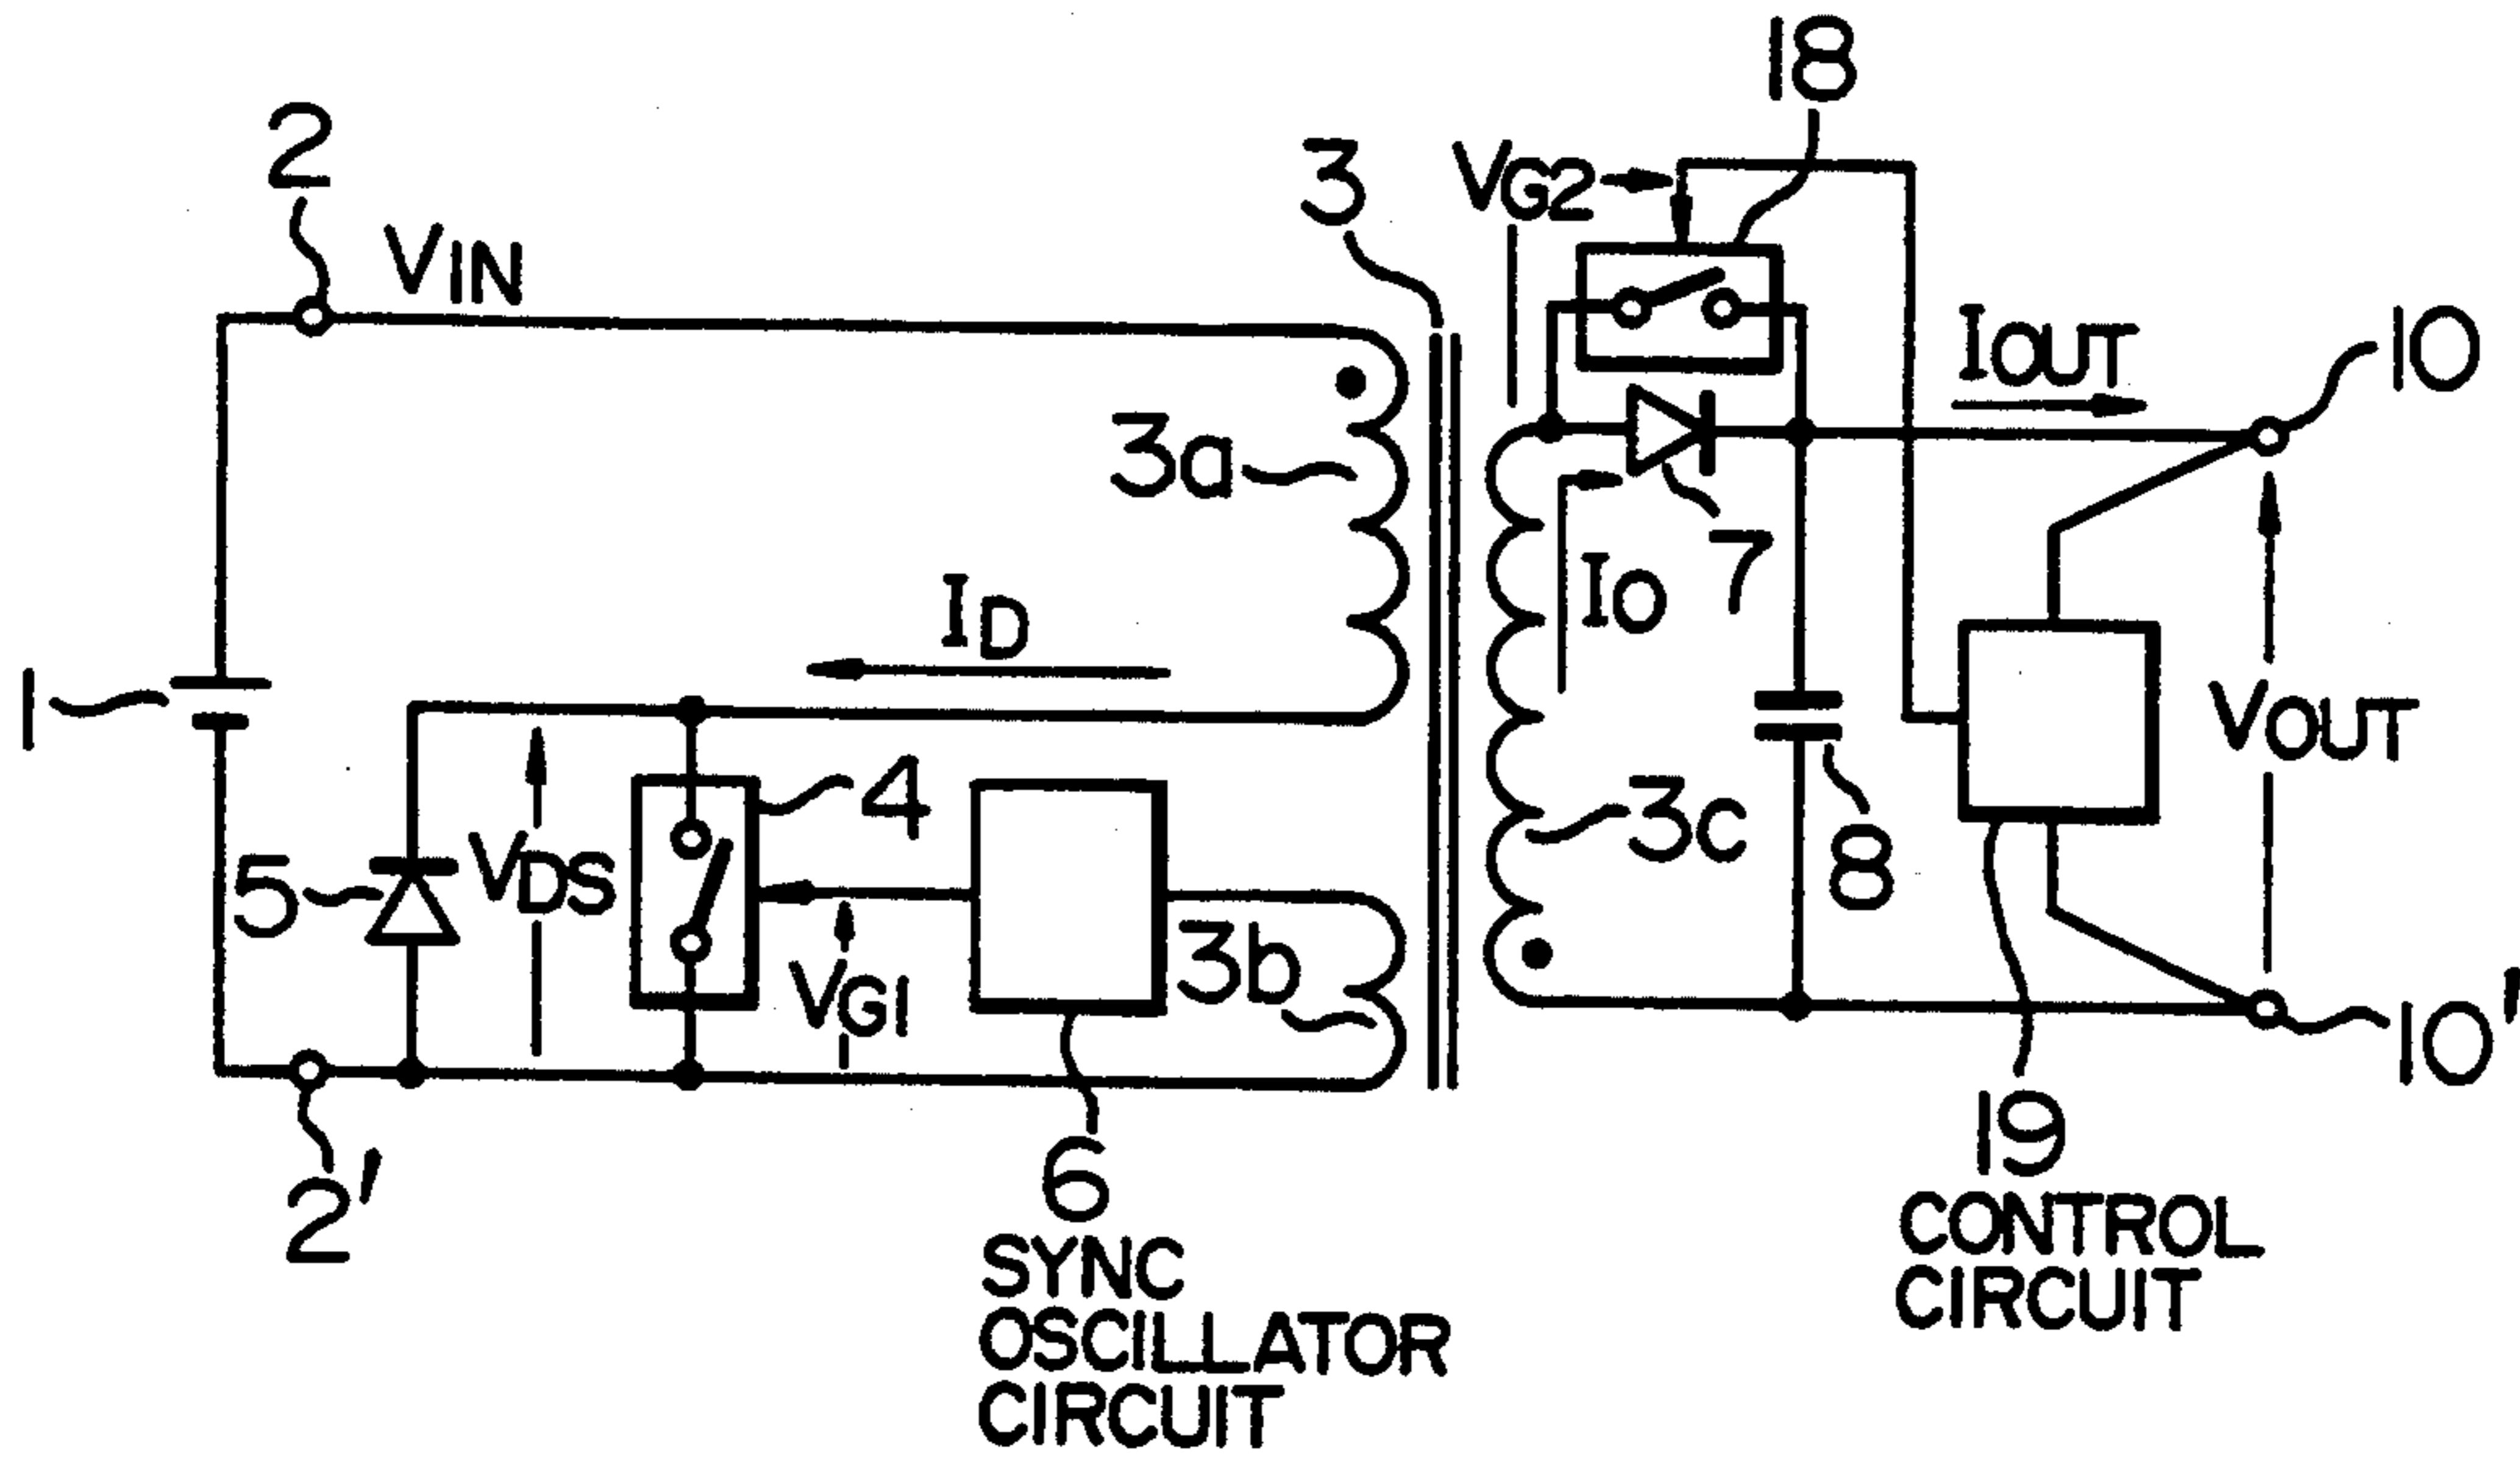 18
2
3
VG2
VIN
IOUT
10
3a
ID
IO
7
1
VOUT
4
3c
8
5
VDS
3b
VG1
10'
2'
6
19
SYNC
OSCILLATOR
CIRCUIT
CONTROL
CIRCUIT